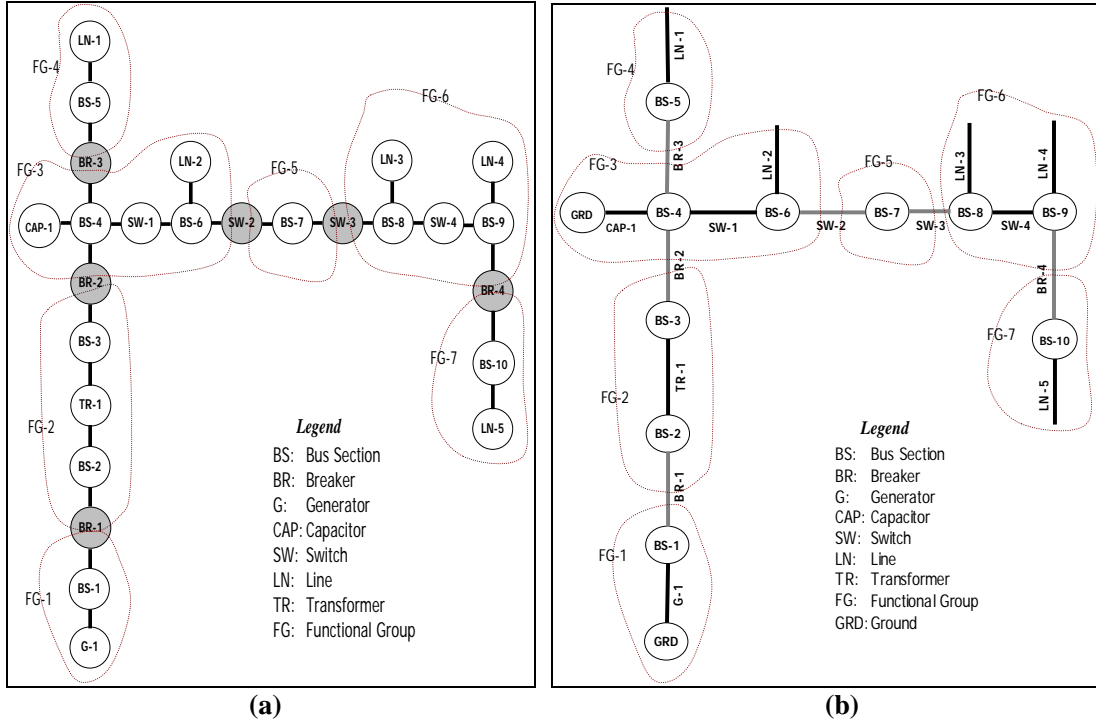 LN-1
FG-4
BS-5
BR-3
FG-6
FG-3
LN-2
FG-5
LN-3
LN-4
CAP-1
BS-4
SW-1
BS-6
SW-2
BS-7
SW-3
BS-8
SW-4
BS-9
BR-2
BR-4
BS-3
FG-7
BS-10
TR-1
FG-2
LN-5
BS-2
BR-1
BS-1
FG-1
G-1
Legend
BS: Bus Section
BR: Breaker
G: Generator
CAP: Capacitor
SW: Switch
LN: Line
TR: Transformer
FG: Functional Group
(a)
LN-1
FG-4
BS-5
FG-6
BR-3
FG-3
LN-2
FG-5
LN-3
LN-4
GRD
BS-4
BS-6
BS-7
BS-8
BS-9
CAP-1
SW-1
SW-2
SW-3
SW-4
BR-2
BR-4
BS-3
FG-7
BS-10
TR-1
FG-2
LN-5
BS-2
BR-1
BS-1
FG-1
G-1
GRD
Legend
BS: Bus Section
BR: Breaker
G: Generator
CAP: Capacitor
SW: Switch
LN: Line
TR: Transformer
FG: Functional Group
GRD: Ground
(b)